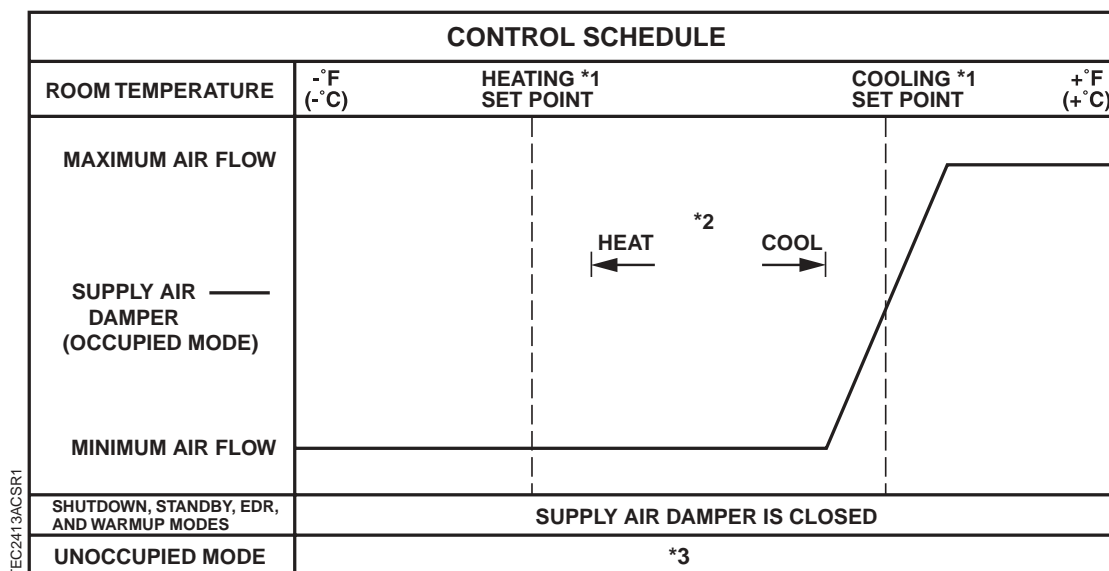 CONTROL SCHEDULE
ROOM TEMPERATURE
-˚F
(-˚C)
HEATING *1
SET POINT
COOLING *1
SET POINT
+˚F
(+˚C)
MAXIMUM AIR FLOW
*2
HEAT
COOL
SUPPLY AIR
DAMPER
(OCCUPIED MODE)
MINIMUM AIR FLOW
SHUTDOWN, STANDBY, EDR,
AND WARMUP MODES
SUPPLY AIR DAMPER IS CLOSED
UNOCCUPIED MODE
*3
TEC2413ACSR1